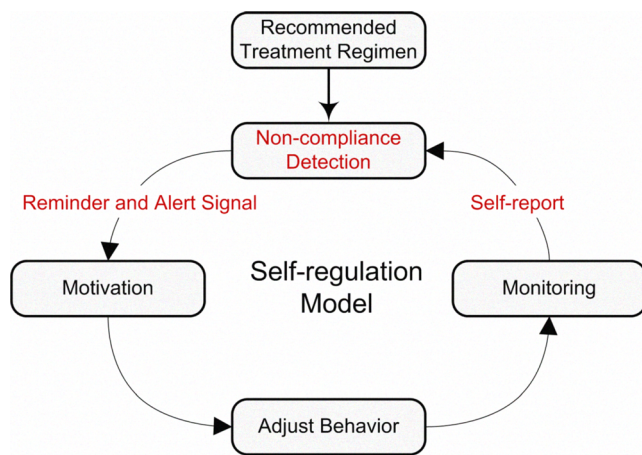 Recommended
Treatment Regimen
Non-compliance
Detection
Reminder and Alert Signal
Self-report
Self-regulation
Model
Motivation
Monitoring
Adjust Behavior